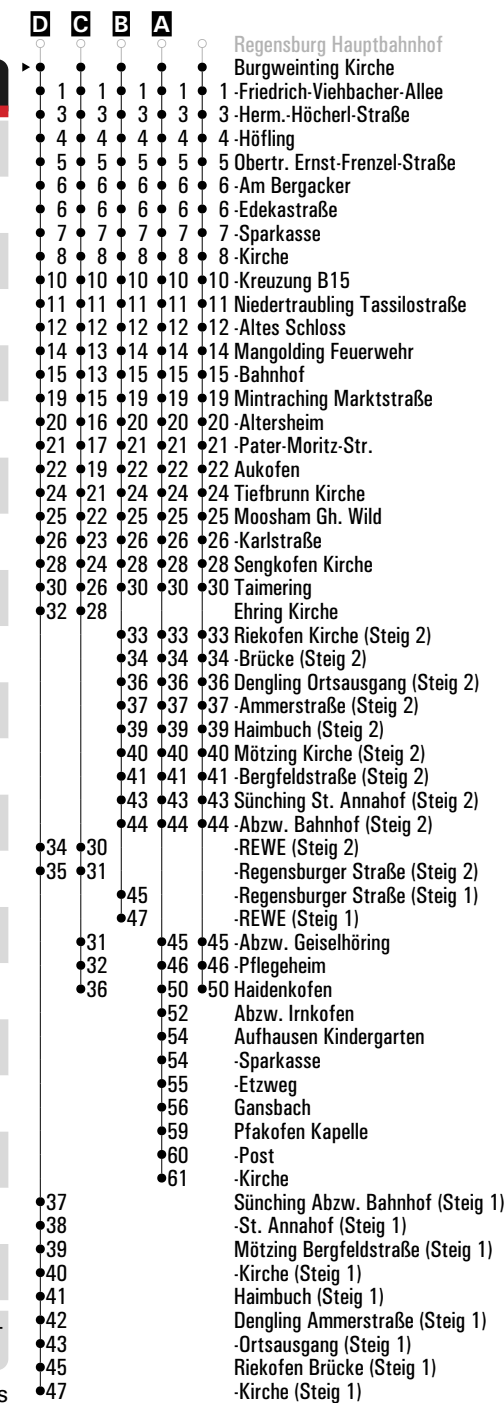 D C B A
Regensburg Hauptbahnhof
Burgweinting Kirche
1 1 1 1 1 -Friedrich-Viehbacher-Allee
3 3 3 3 3 -Herm.-Höcherl-Straße
4 4 4 4 4 -Höfling
5 5 5 5 5 Obertr. Ernst-Frenzel-Straße
6 6 6 6 6 -Am Bergacker
6 6 6 6 6 -Edekastraße
7 7 7 7 7 -Sparkasse
8 8 8 8 8 -Kirche
10 10 10 10 10 -Kreuzung B15
11 11 11 11 11 Niedertraubling Tassilostraße
12 12 12 12 12 -Altes Schloss
14 13 14 14 14 Mangolding Feuerwehr
15 13 15 15 15 -Bahnhof
19 15 19 19 19 Mintraching Marktstraße
20 16 20 20 20 -Altersheim
21 17 21 21 21 -Pater-Moritz-Str.
22 19 22 22 22 Aukofen
24 21 24 24 24 Tiefbrunn Kirche
25 22 25 25 25 Moosham Gh. Wild
26 23 26 26 26 -Karlstraße
28 24 28 28 28 Sengkofen Kirche
30 26 30 30 30 Taimering
32 28 Ehring Kirche
33 33 33 Riekofen Kirche (Steig 2)
34 34 34 -Brücke (Steig 2)
36 36 36 Dengling Ortsausgang (Steig 2)
37 37 37 -Ammerstraße (Steig 2)
39 39 39 Haimbuch (Steig 2)
40 40 40 Mötzing Kirche (Steig 2)
41 41 41 -Bergfeldstraße (Steig 2)
43 43 43 Sünching St. Annahof (Steig 2)
44 44 44 -Abzw. Bahnhof (Steig 2)
34 30 -REWE (Steig 2)
35 31 -Regensburger Straße (Steig 2)
45 -Regensburger Straße (Steig 1)
47 -REWE (Steig 1)
31 45 45 -Abzw. Geiselhöring
32 46 46 -Pflegeheim
36 50 50 Haidenkofen
52 Abzw. Irnkofen
54 Aufhausen Kindergarten
54 -Sparkasse
55 -Etzweg
56 Gansbach
59 Pfakofen Kapelle
60 -Post
61 -Kirche
37 Sünching Abzw. Bahnhof (Steig 1)
38 -St. Annahof (Steig 1)
39 Mötzing Bergfeldstraße (Steig 1)
40 -Kirche (Steig 1)
41 Haimbuch (Steig 1)
42 Dengling Ammerstraße (Steig 1)
43 -Ortsausgang (Steig 1)
45 Riekofen Brücke (Steig 1)
s 47 -Kirche (Steig 1)